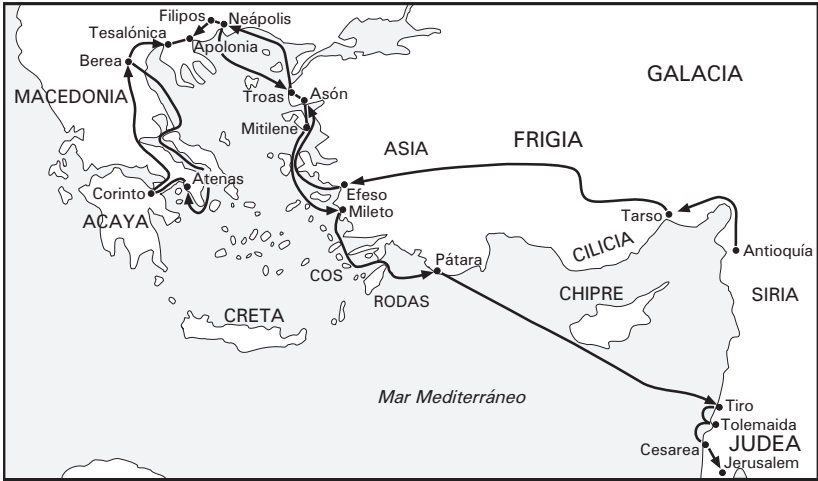 Filipos
Neápolis
Tesalónica
Apolonia
Berea
GALACIA
MACEDONIA
Troas
Asón
Mitilene
FRIGIA
ASIA
Atenas
Corinto
Efeso
Mileto
Tarso
ACAYA
CILICIA
Antioquía
Pátara
COS
RODAS
CHIPRE
SIRIA
CRETA
Mar Mediterráneo
Tiro
Tolemaida
Cesarea
JUDEA
Jerusalem